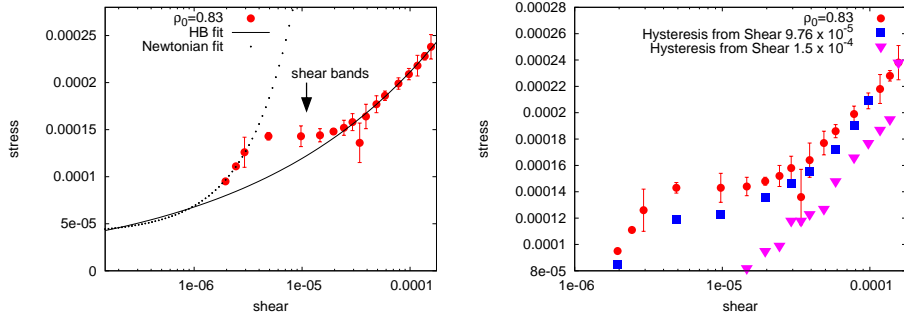 ρ0=0.83
HB fit
Newtonian fit
shear bands
stress
0.00025
0.0002
0.00015
0.0001
5e-05
0
1e-06
1e-05
0.0001
shear
ρ0=0.83
Hysteresis from Shear 9.76 x 10-5
Hysteresis from Shear 1.5 x 10-4
stress
0.00028
0.00026
0.00024
0.00022
0.0002
0.00018
0.00016
0.00014
0.00012
0.0001
8e-05
1e-06
1e-05
0.0001
shear